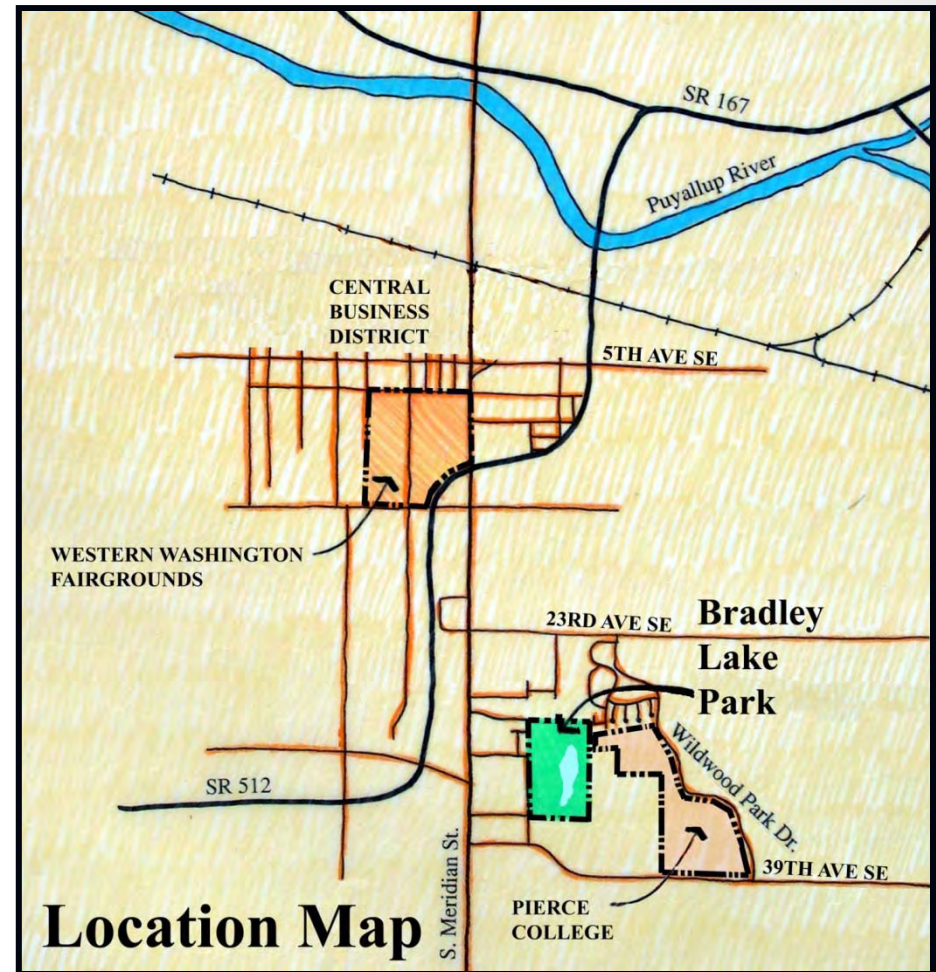 SR 167
Puyallup River
CENTRAL
BUSINESS
DISTRICT
5TH AVE SE
WESTERN WASHINGTON
FAIRGROUNDS
23RD AVE SE
Bradley
Lake
Park
Wildwood Park Dr.
SR 512
S. Meridian St.
39TH AVE SE
PIERCE
COLLEGE
Location Map